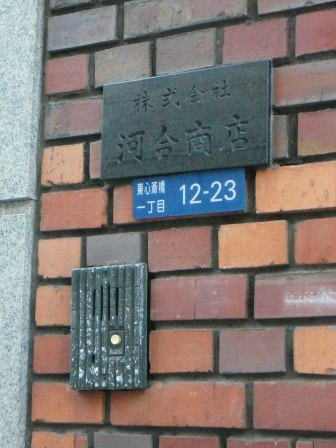 株式会社
河合商店
東心斎橋
一丁目
12-23